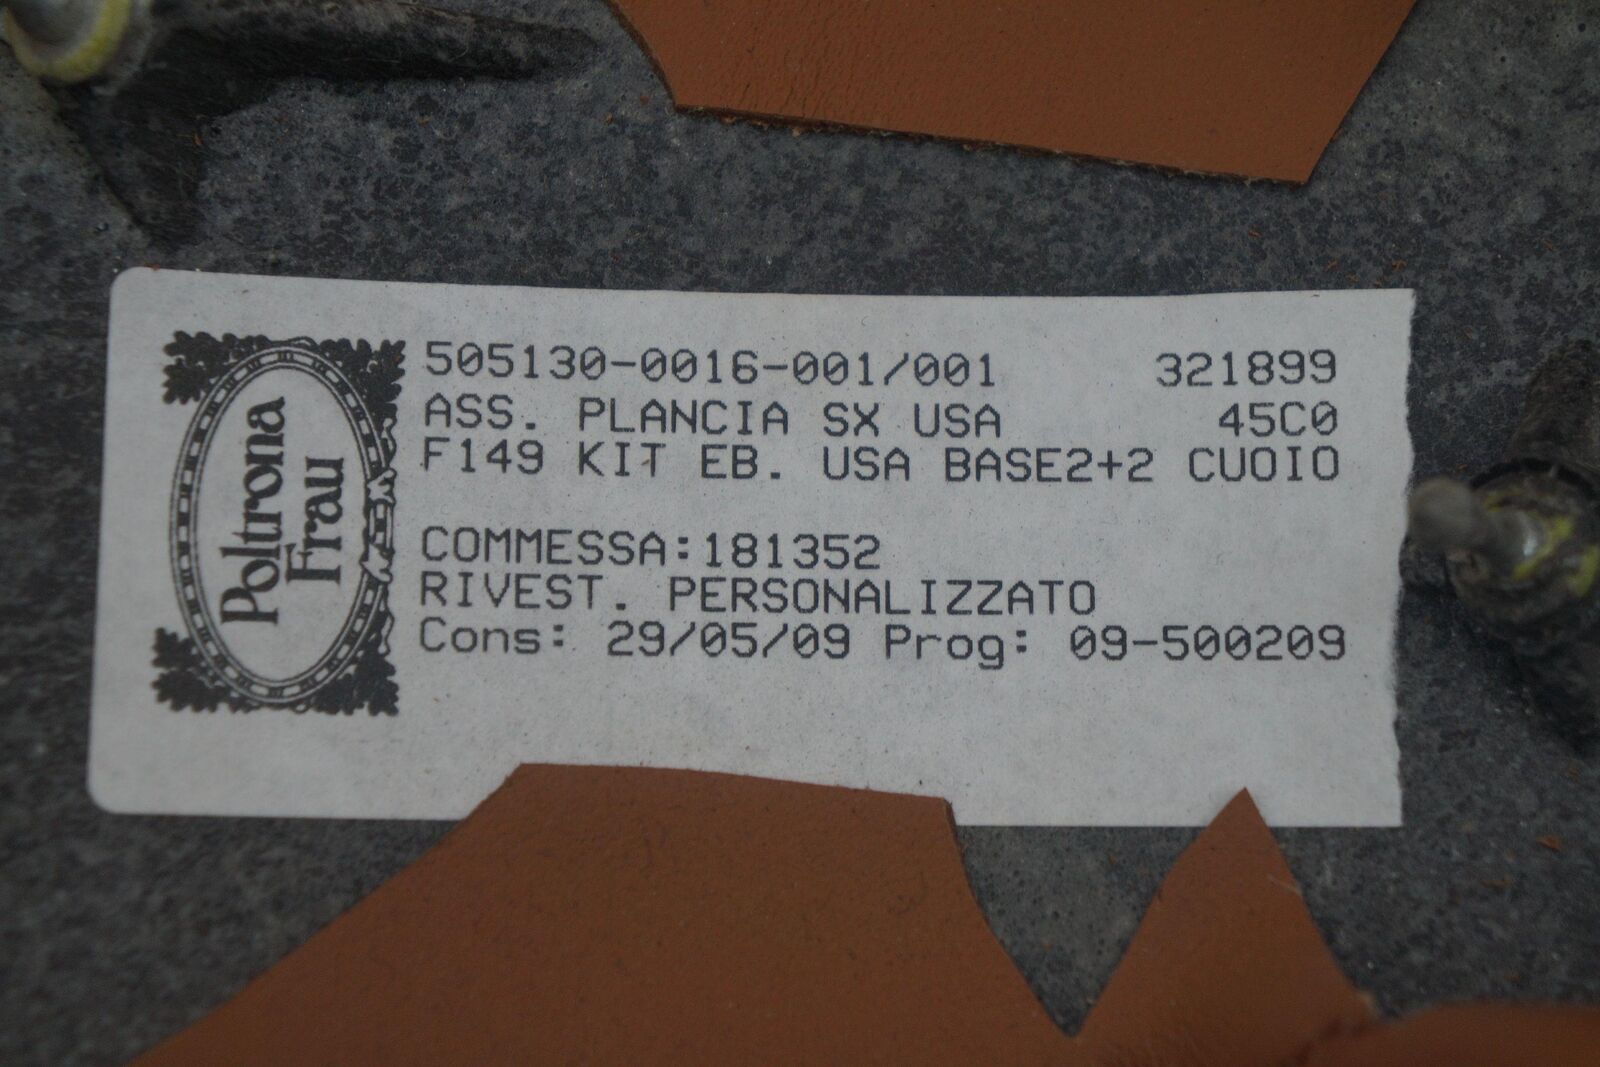 Poltrona
Frau
505130-0016-001/001 321899
ASS. PLANCIA SX USA 45C0
F149 KIT EB. USA BASE2+2 CUOIO
COMMESSA:181352
RIVEST. PERSONALIZZATO
Cons: 29/05/09 Prog: 09-500209